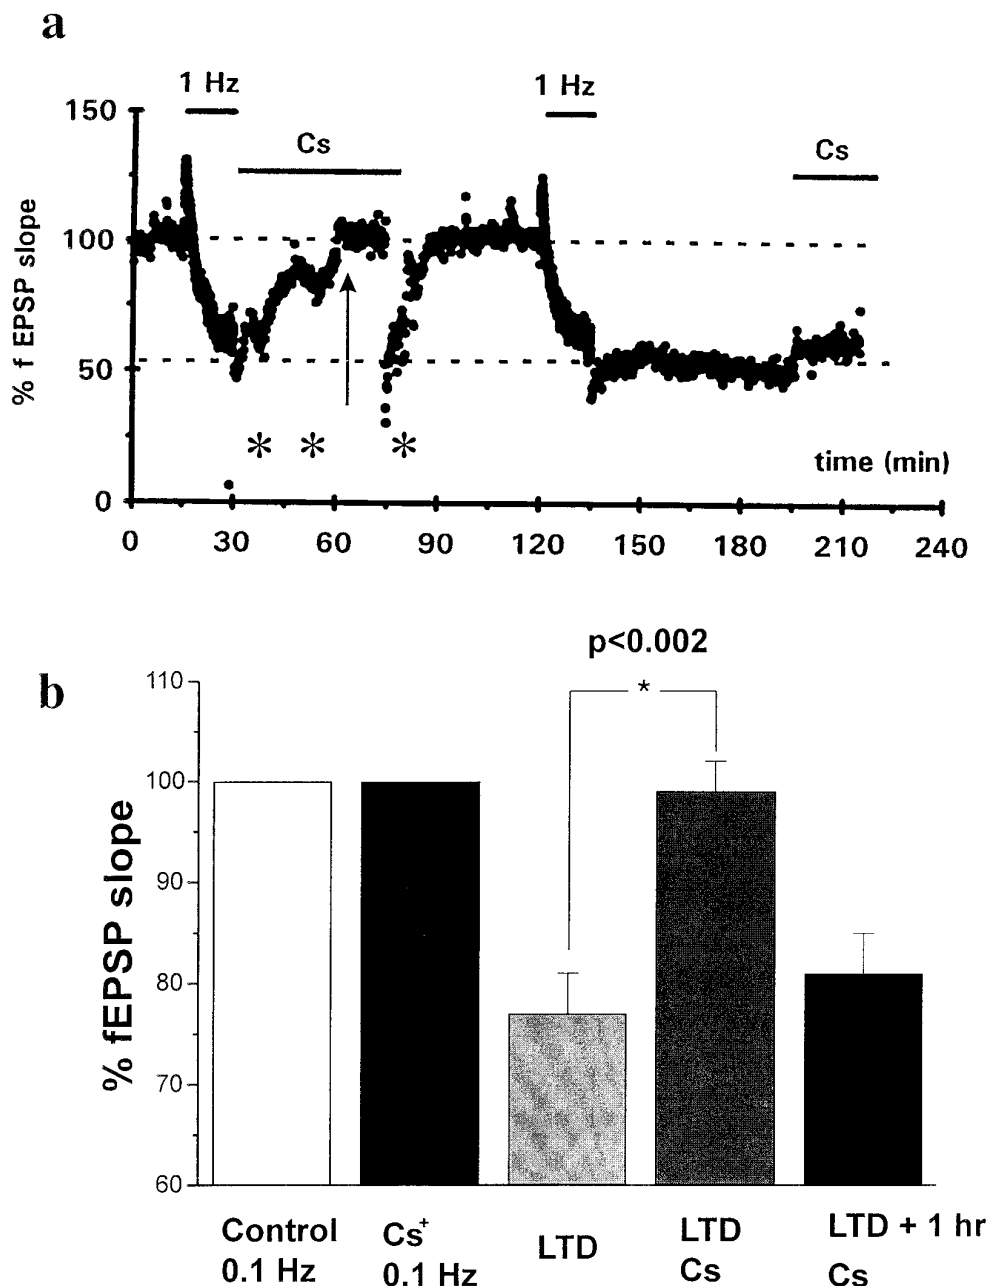 a
1 Hz 1 Hz
150
Cs Cs
100
50
0
% f EPSP slope
* * *
time (min)
0 30 60 90 120 150 180 210 240
p<0.002
b
110
*
100
90
80
70
60
% fEPSP slope
Control Cs+ LTD LTD LTD + 1 hr
0.1 Hz 0.1 Hz Cs Cs